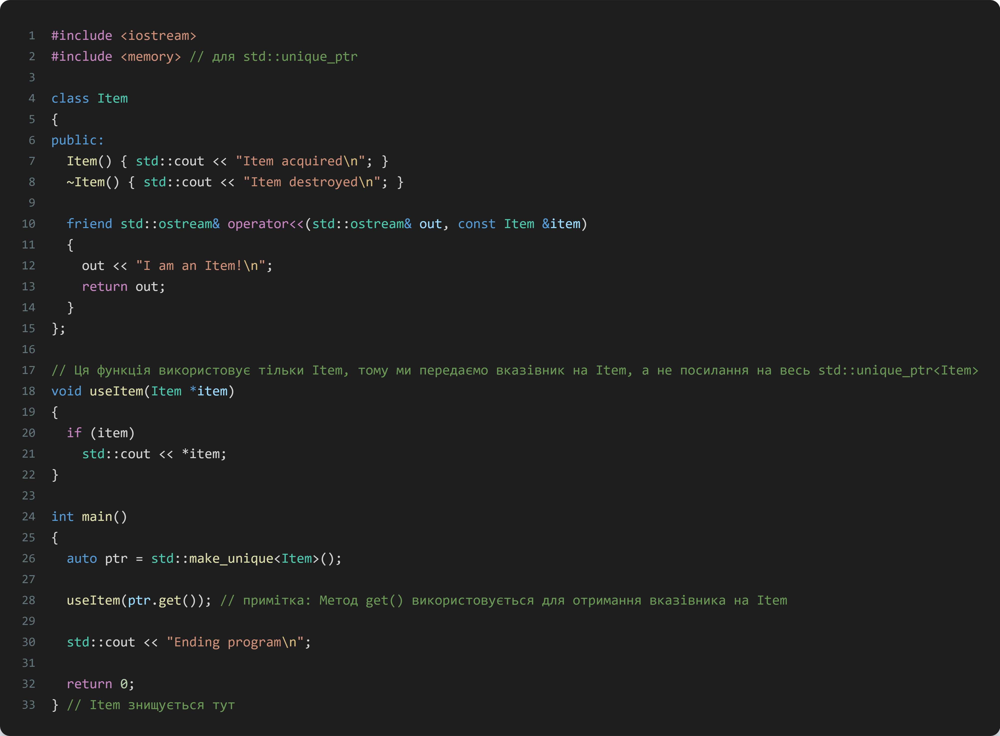 1 #include <iostream>
2 #include <memory> // для std::unique_ptr
3
4 class Item
5 {
6 public:
7   Item() { std::cout << "Item acquired\n"; }
8   ~Item() { std::cout << "Item destroyed\n"; }
9
10   friend std::ostream& operator<<(std::ostream& out, const Item &item)
11   {
12     out << "I am an Item!\n";
13     return out;
14   }
15 };
16
17 // Ця функція використовує тільки Item, тому ми передаємо вказівник на Item, а не посилання на весь std::unique_ptr<Item>
18 void useItem(Item *item)
19 {
20   if (item)
21     std::cout << *item;
22 }
23
24 int main()
25 {
26   auto ptr = std::make_unique<Item>();
27
28   useItem(ptr.get()); // примітка: Метод get() використовується для отримання вказівника на Item
29
30   std::cout << "Ending program\n";
31
32   return 0;
33 } // Item знищується тут